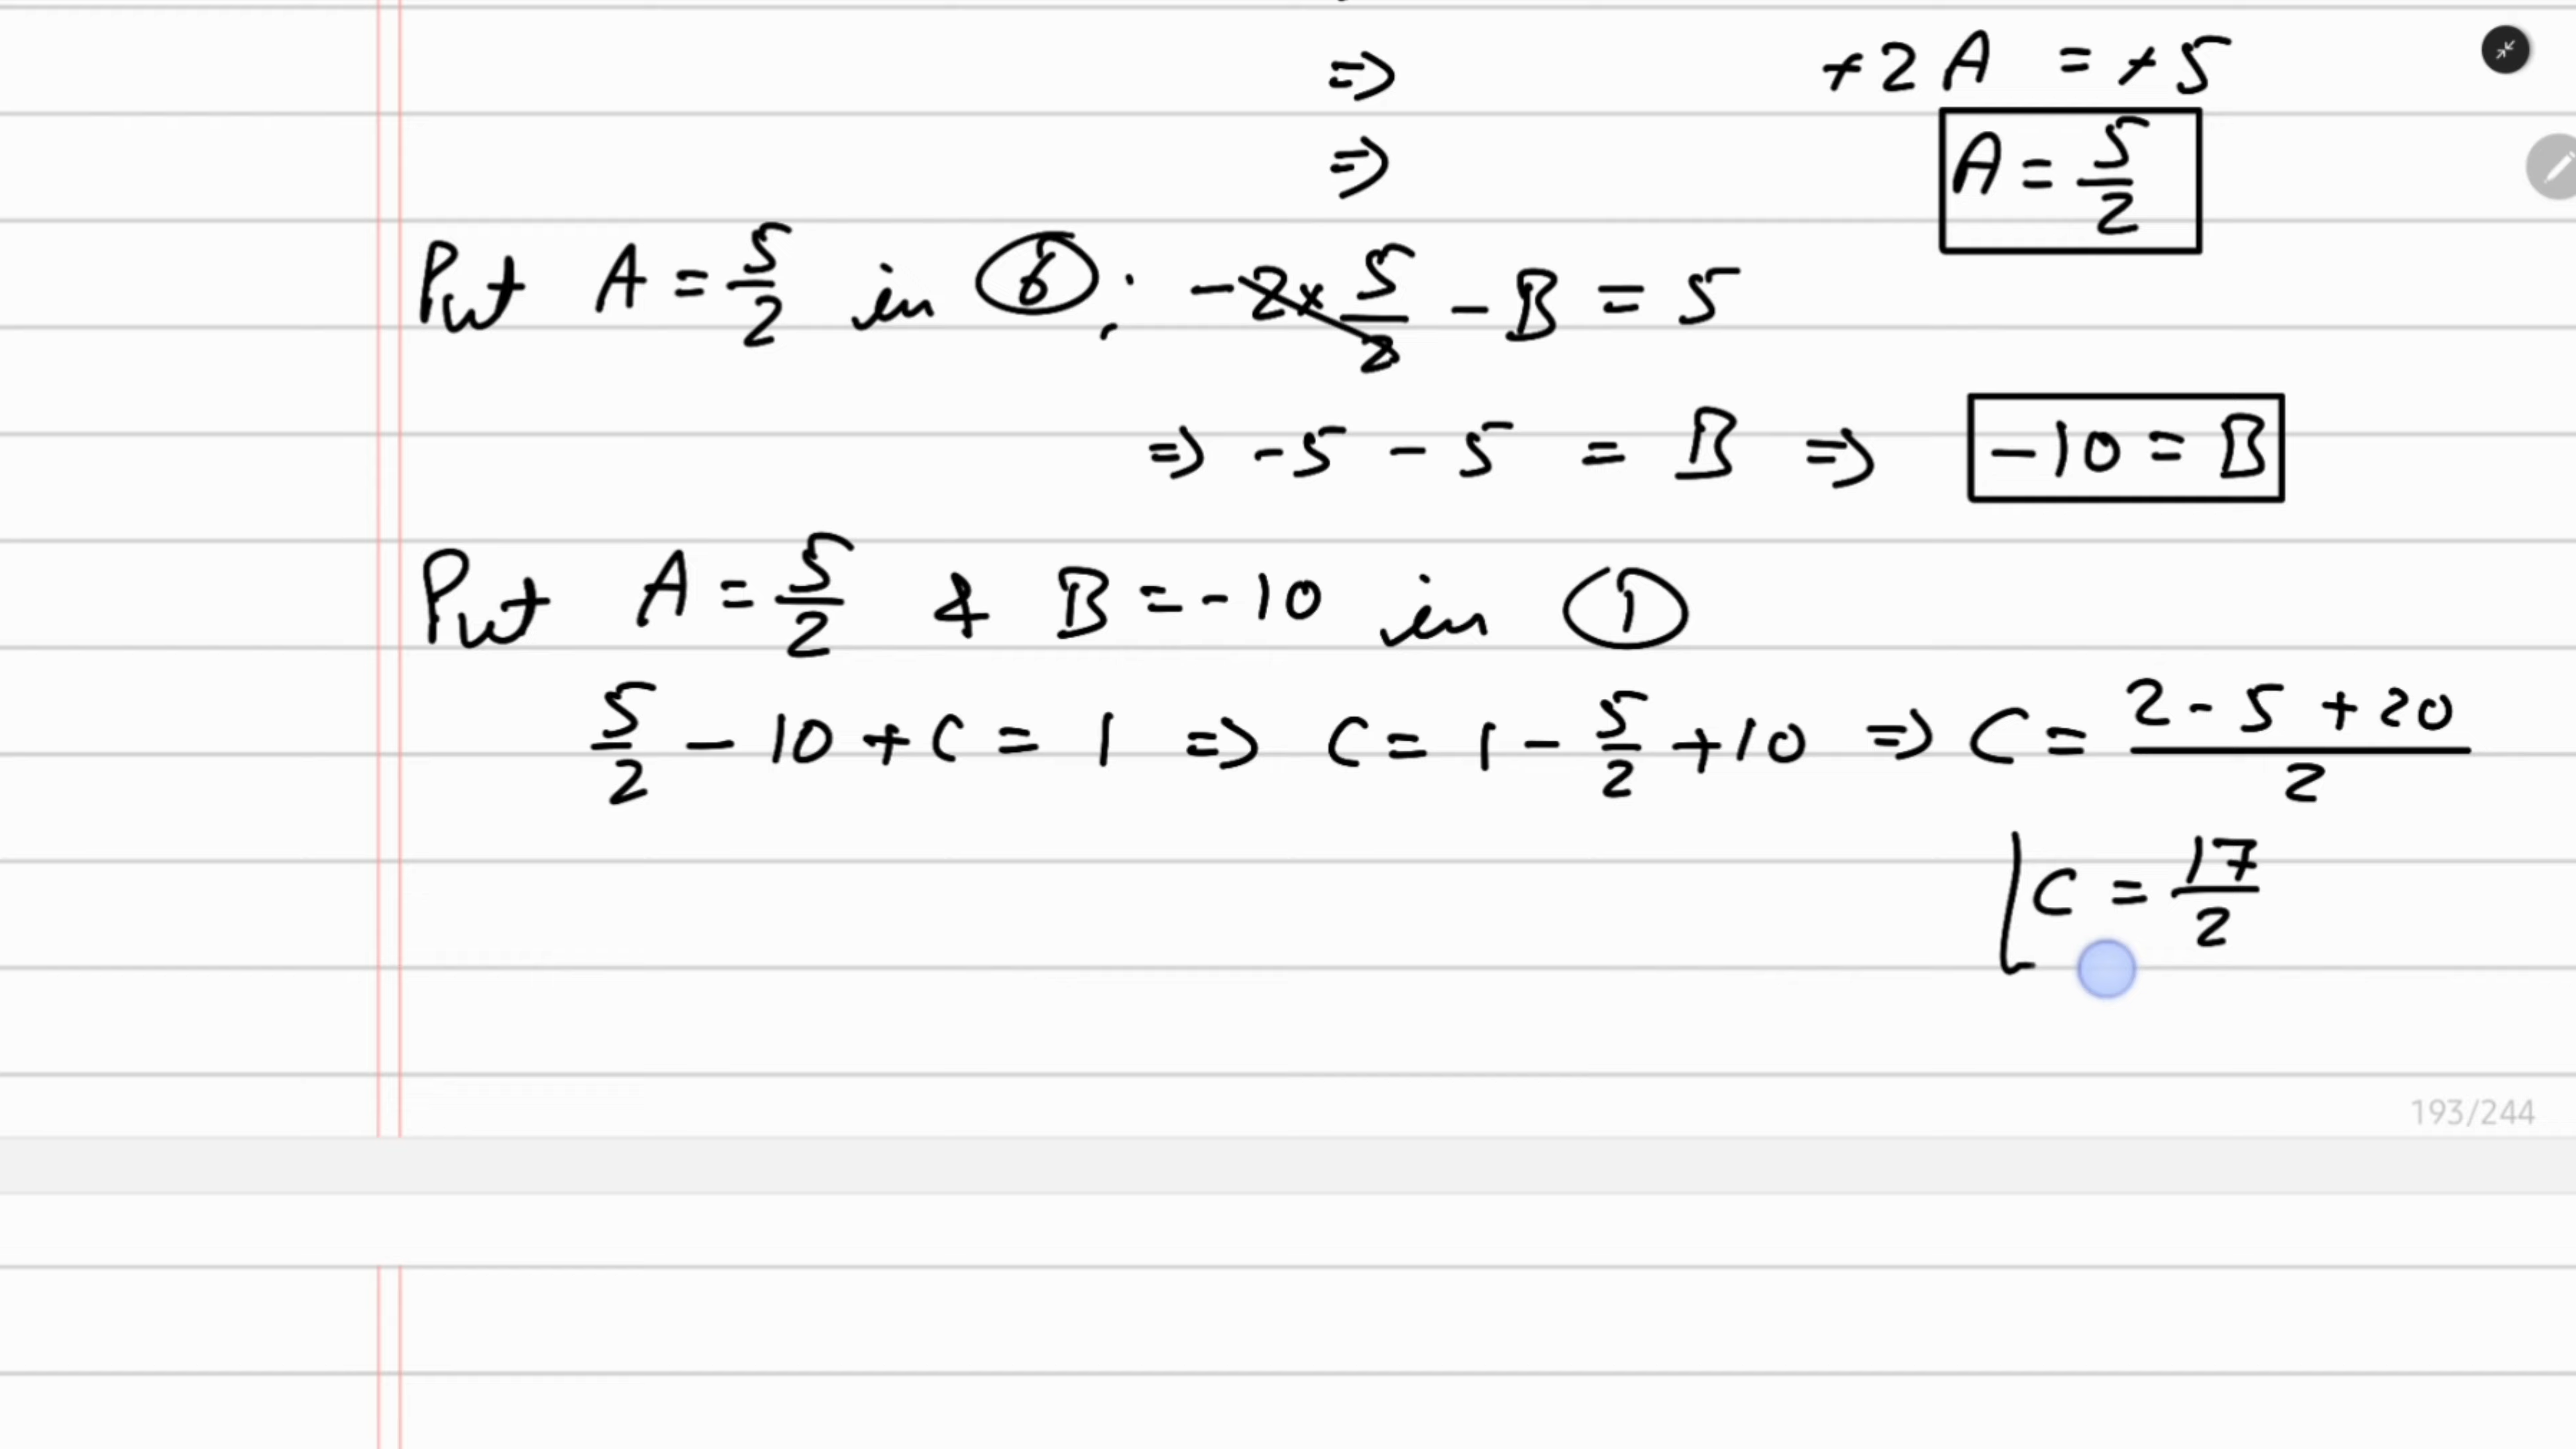 ⇒ +2A = +5
⇒ A = 5/2
Put A = 5/2 in ⑥: -2 × 5/2 - B = 5
⇒ -5 - 5 = B ⇒ -10 = B
Put A = 5/2 & B = -10 in ①
5/2 - 10 + C = 1 ⇒ C = 1 - 5/2 + 10 ⇒ C = (2 - 5 + 20)/2
C = 17/2
193/244